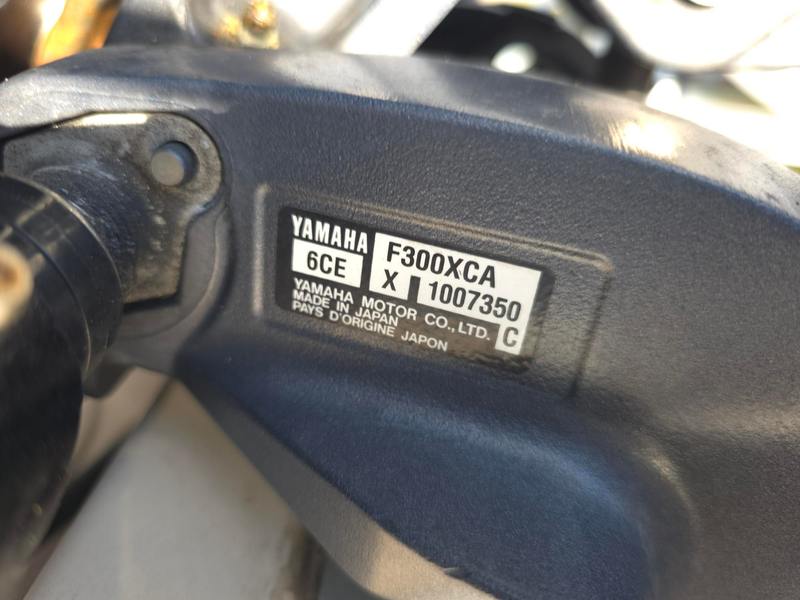 YAMAHA
F300XCA
6CE
X 1007350
YAMAHA MOTOR CO., LTD.
C
MADE IN JAPAN
PAYS D'ORIGINE JAPON